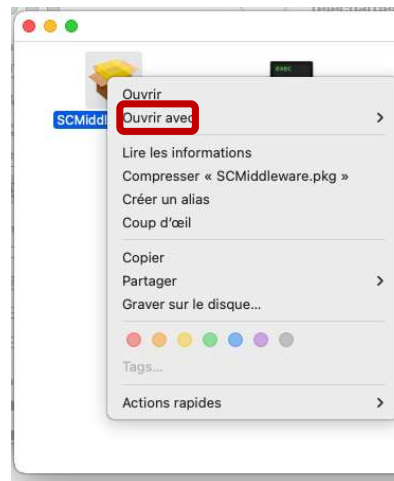 exec
SCMiddl
Ouvrir
Ouvrir avec
Lire les informations
Compresser « SCMiddleware.pkg »
Créer un alias
Coup d’œil
Copier
Partager
Graver sur le disque...
Tags...
Actions rapides